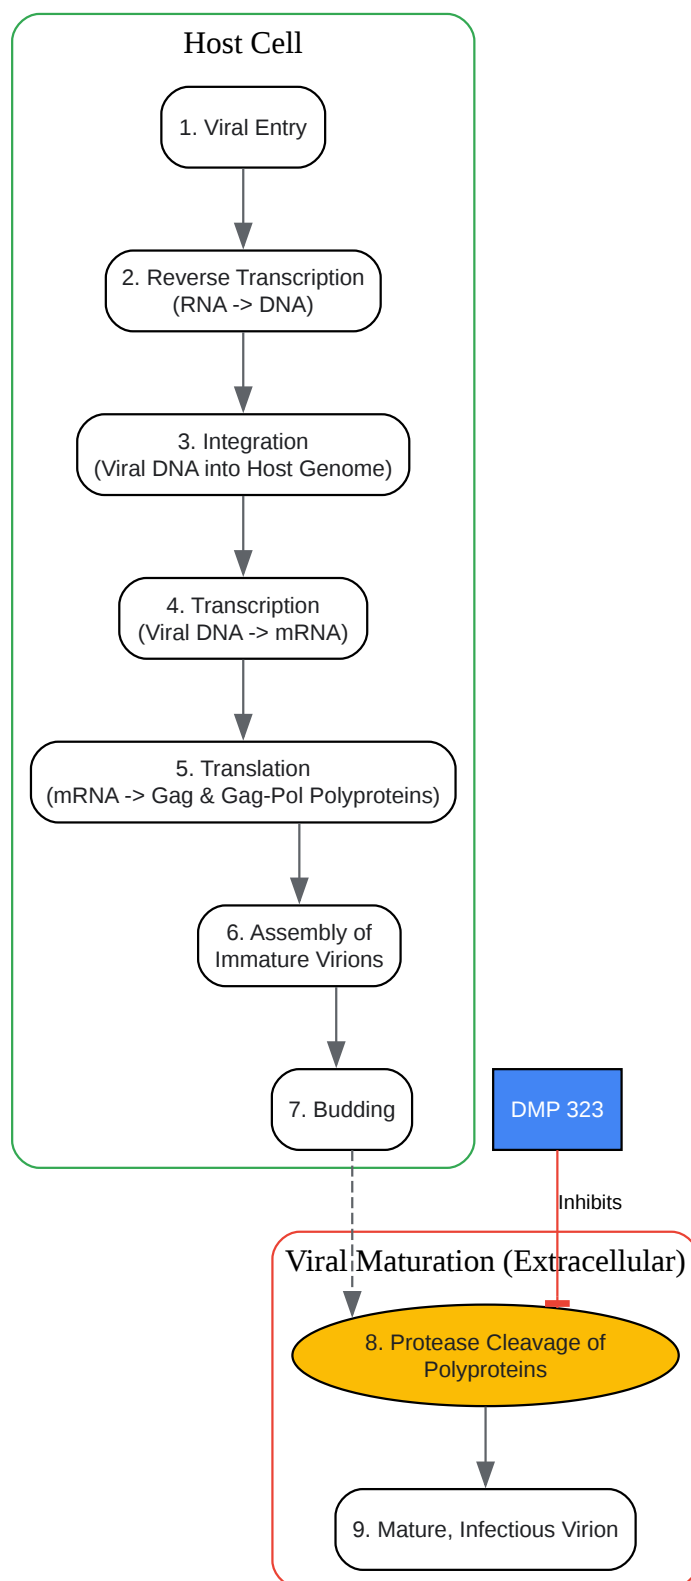 Host Cell
1. Viral Entry
2. Reverse Transcription
(RNA -> DNA)
3. Integration
(Viral DNA into Host Genome)
4. Transcription
(Viral DNA -> mRNA)
5. Translation
(mRNA -> Gag & Gag-Pol Polyproteins)
6. Assembly of
Immature Virions
7. Budding
DMP 323
Inhibits
Viral Maturation (Extracellular)
8. Protease Cleavage of
Polyproteins
9. Mature, Infectious Virion